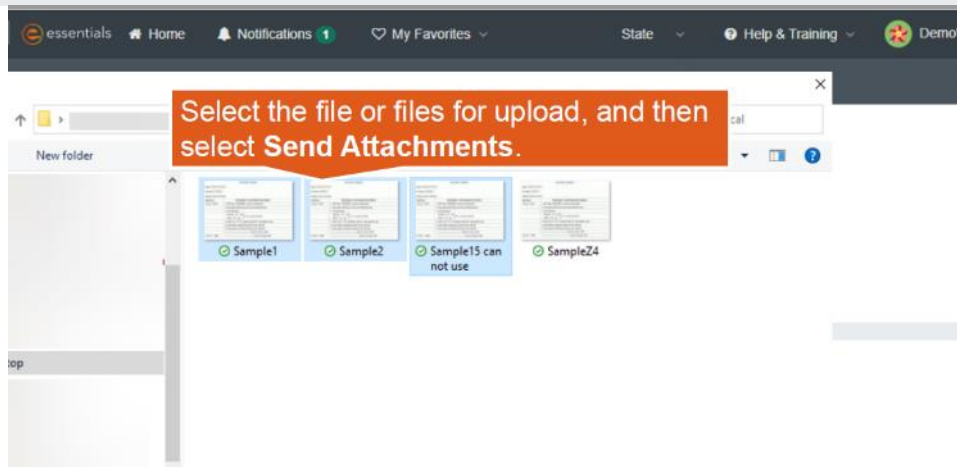 essentials Home Notifications 1 My Favorites State Help & Training Demo
Select the file or files for upload, and then
select Send Attachments.
cal
New folder
Sample1
Sample2
Sample15 can
not use
SampleZ4
top